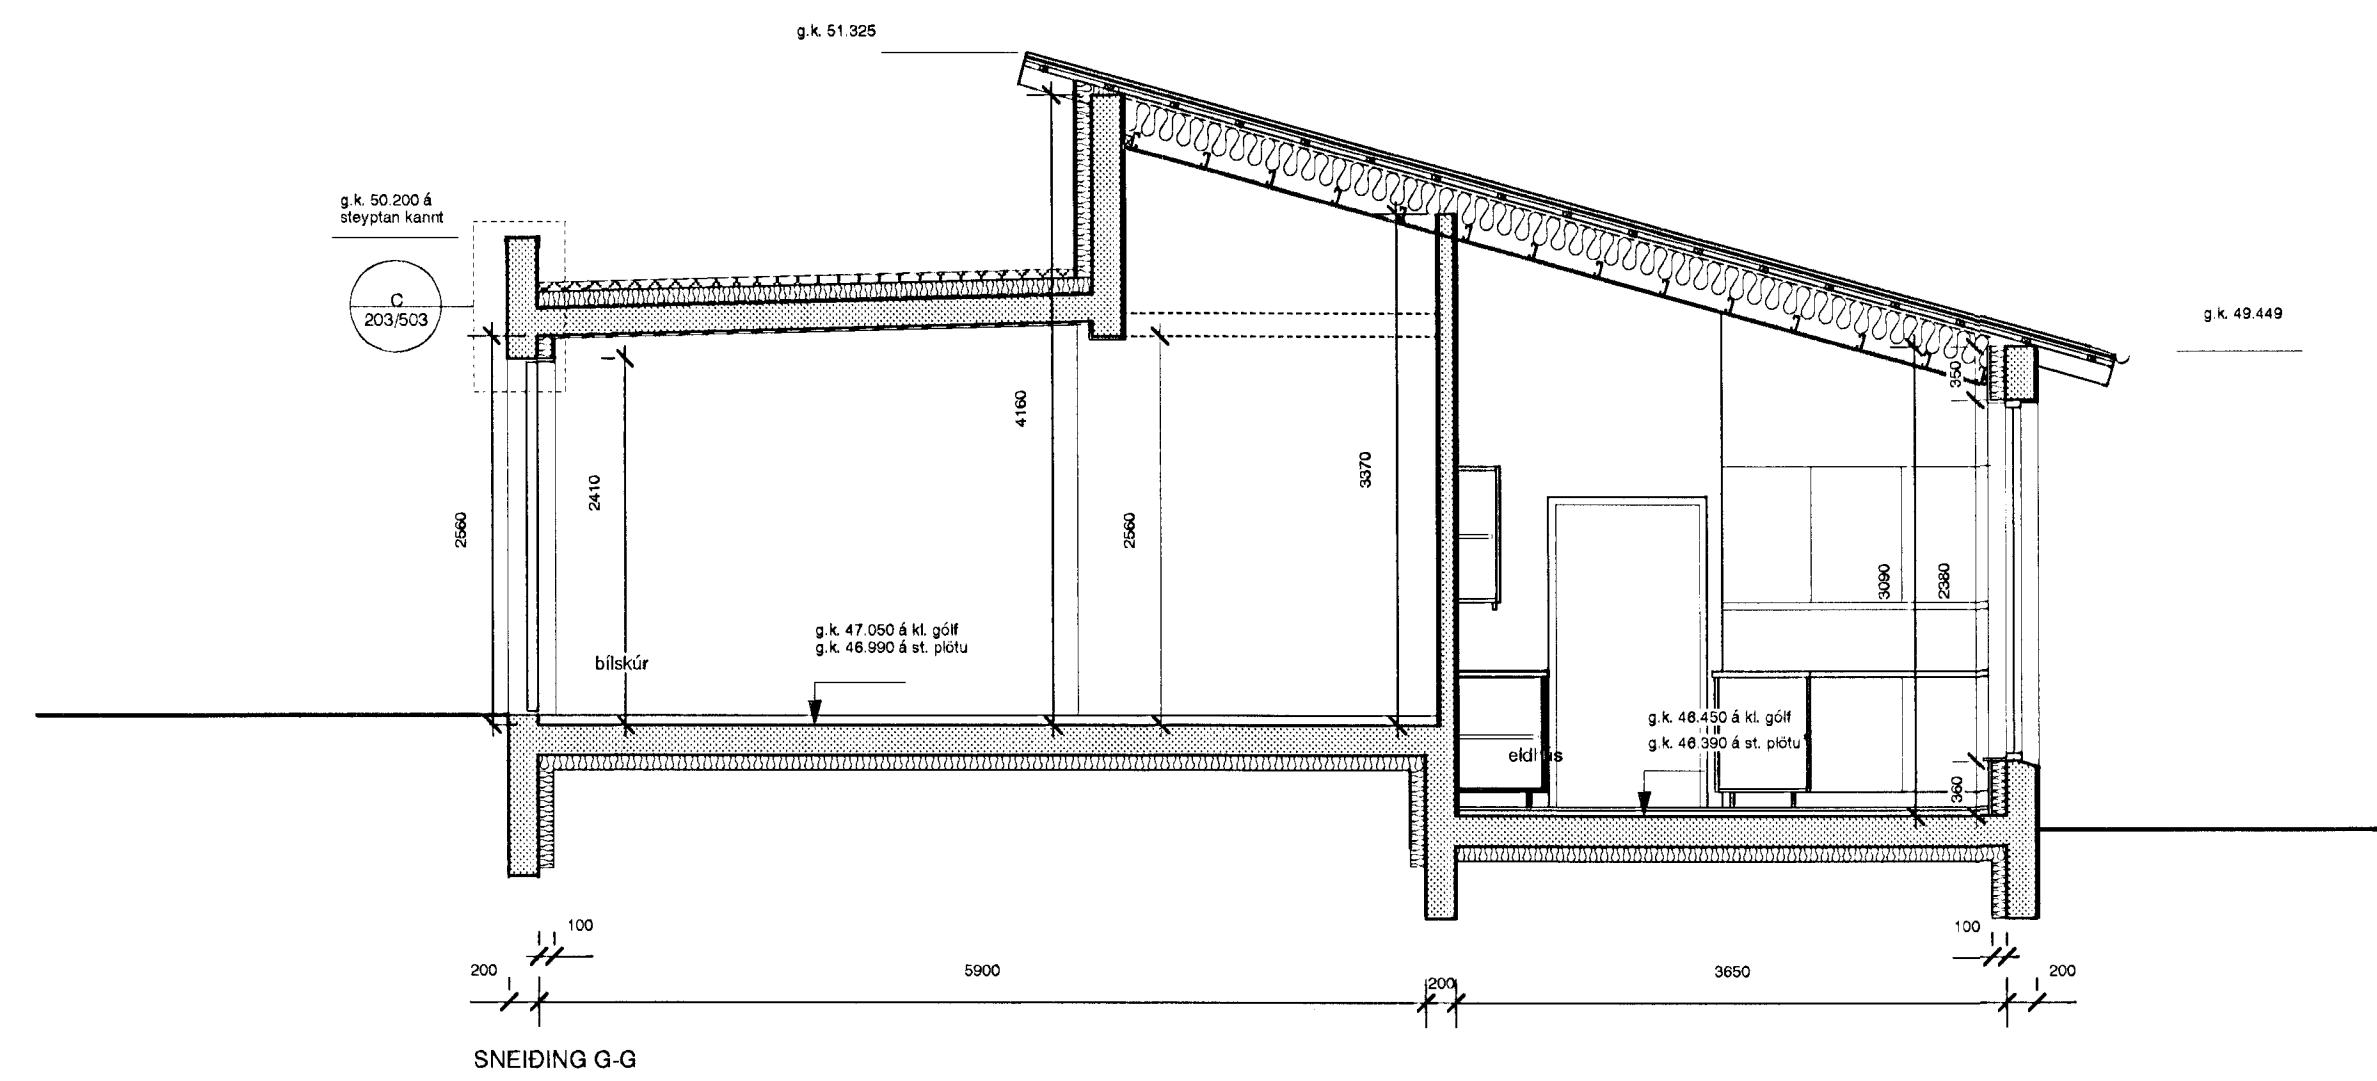 g.k. 51.325
g.k. 50.200 á
steyptan kannt
C
203/503
g.k. 49.449
350
4160
3370
2410
2560
2560
3090
2380
g.k. 47.050 á kl. gólf
g.k. 46.990 á st. plötu
bílskúr
g.k. 46.450 á kl. gólf
g.k. 46.390 á st. plötu
eldhús
360
100
100
200
5900
200
3650
200
SNEIÐING G-G